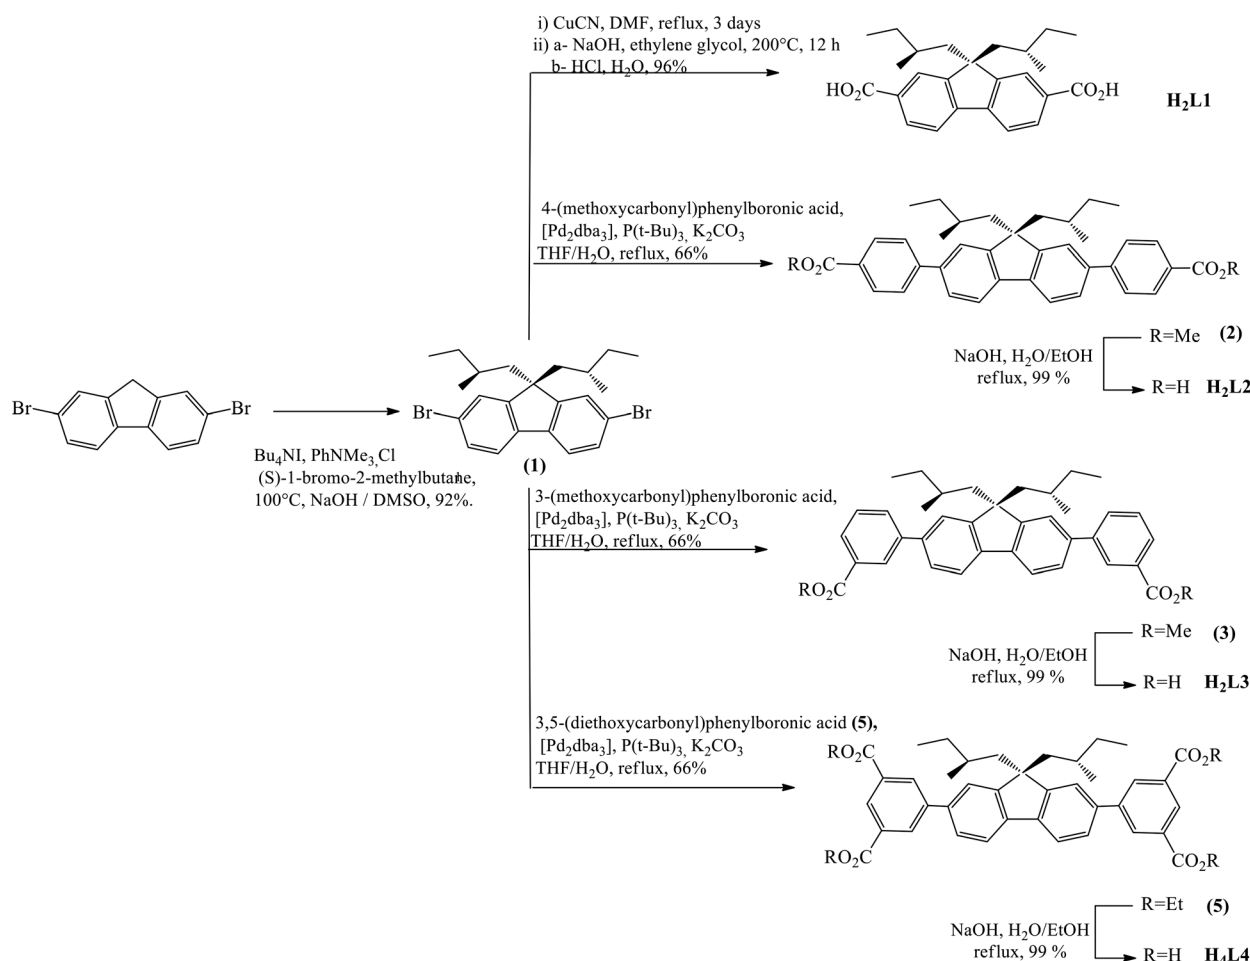 i) CuCN, DMF, reflux, 3 days
ii) a- NaOH, ethylene glycol, 200°C, 12 h
b- HCl, H₂O, 96%
HO₂C
CO₂H
H₂L1
4-(methoxycarbonyl)phenylboronic acid,
[Pd₂dba₃], P(t-Bu)₃, K₂CO₃
THF/H₂O, reflux, 66%
RO₂C
CO₂R
R=Me (2)
NaOH, H₂O/EtOH
reflux, 99 %
R=H H₂L2
Br
Br
Br
Br
Bu₄NI, PhNMe₃,Cl
(S)-1-bromo-2-methylbutane,
100°C, NaOH / DMSO, 92%.
(1)
3-(methoxycarbonyl)phenylboronic acid,
[Pd₂dba₃], P(t-Bu)₃, K₂CO₃
THF/H₂O, reflux, 66%
RO₂C
CO₂R
R=Me (3)
NaOH, H₂O/EtOH
reflux, 99 %
R=H H₂L3
3,5-(diethoxycarbonyl)phenylboronic acid (5),
[Pd₂dba₃], P(t-Bu)₃, K₂CO₃
THF/H₂O, reflux, 66%
RO₂C
CO₂R
RO₂C
CO₂R
R=Et (5)
NaOH, H₂O/EtOH
reflux, 99 %
R=H H₄L4